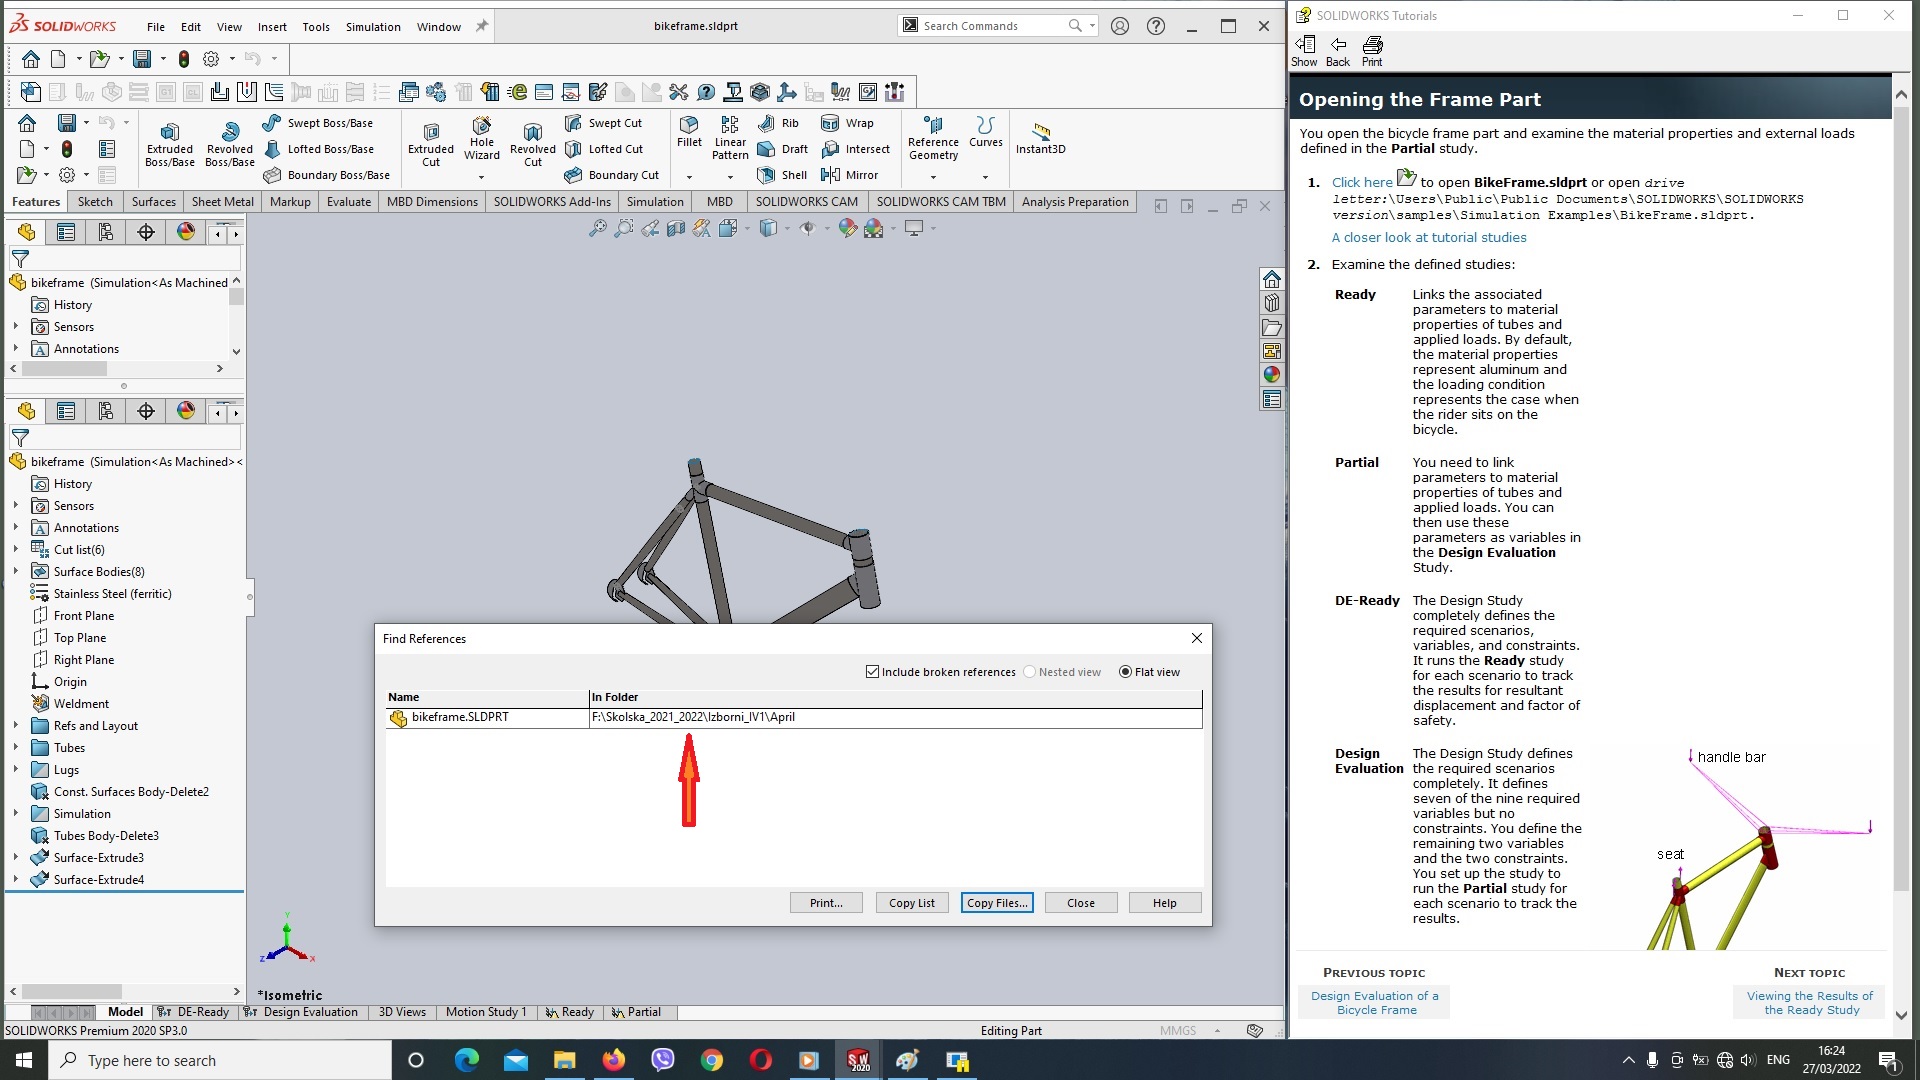 SOLIDWORKS File Edit View Insert Tools Simulation Window bikeframe.sldprt Search Commands
Swept Boss/Base
Lofted Boss/Base
Boundary Boss/Base
Extruded Boss/Base
Revolved Boss/Base
Extruded Cut
Hole Wizard
Revolved Cut
Swept Cut
Lofted Cut
Boundary Cut
Fillet
Linear Pattern
Rib
Draft
Shell
Wrap
Intersect
Mirror
Reference Geometry
Curves
Instant3D
Features Sketch Surfaces Sheet Metal Markup Evaluate MBD Dimensions SOLIDWORKS Add-Ins Simulation MBD SOLIDWORKS CAM SOLIDWORKS CAM TBM Analysis Preparation
bikeframe (Simulation<As Machined
History
Sensors
Annotations
bikeframe (Simulation<As Machined><
History
Sensors
Annotations
Cut list(6)
Surface Bodies(8)
Stainless Steel (ferritic)
Front Plane
Top Plane
Right Plane
Origin
Weldment
Refs and Layout
Tubes
Lugs
Const. Surfaces Body-Delete2
Simulation
Tubes Body-Delete3
Surface-Extrude3
Surface-Extrude4
Find References
Include broken references Nested view Flat view
Name In Folder
bikeframe.SLDPRT F:\Skolska_2021_2022\Izborni_IV1\April
Print... Copy List Copy Files... Close Help
Y
Z X
*Isometric
Model DE-Ready Design Evaluation 3D Views Motion Study 1 Ready Partial
SOLIDWORKS Premium 2020 SP3.0 Editing Part MMGS
SOLIDWORKS Tutorials
Show Back Print
Opening the Frame Part
You open the bicycle frame part and examine the material properties and external loads
defined in the Partial study.
1. Click here to open BikeFrame.sldprt or open drive
letter:\Users\Public\Public Documents\SOLIDWORKS\SOLIDWORKS
version\samples\Simulation Examples\BikeFrame.sldprt.
A closer look at tutorial studies
2. Examine the defined studies:
Ready Links the associated
parameters to material
properties of tubes and
applied loads. By default,
the material properties
represent aluminum and
the loading condition
represents the case when
the rider sits on the
bicycle.
Partial You need to link
parameters to material
properties of tubes and
applied loads. You can
then use these
parameters as variables in
the Design Evaluation
Study.
DE-Ready The Design Study
completely defines the
required scenarios,
variables, and constraints.
It runs the Ready study
for each scenario to track
the results for resultant
displacement and factor of
safety.
Design Evaluation The Design Study defines
the required scenarios
completely. It defines
seven of the nine required
variables but no
constraints. You define the
remaining two variables
and the two constraints.
You set up the study to
run the Partial study for
each scenario to track the
results.
handle bar
seat
PREVIOUS TOPIC
Design Evaluation of a
Bicycle Frame
NEXT TOPIC
Viewing the Results of
the Ready Study
Type here to search
SW 2020
ENG
16:24
27/03/2022
1